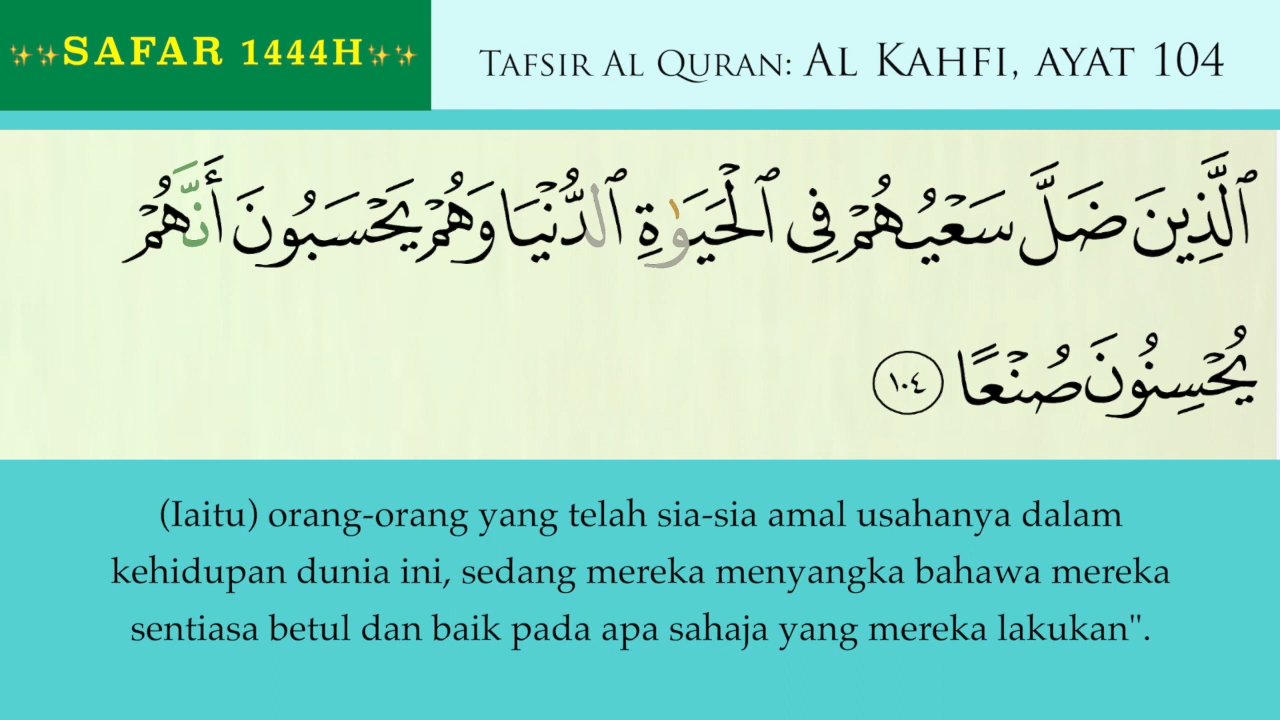 SAFAR 1444H
TAFSIR AL QURAN: AL KAHFI, AYAT 104
ٱلَّذِينَ ضَلَّ سَعْيُهُمْ فِى ٱلْحَيَوٰةِ ٱلدُّنْيَا وَهُمْ يَحْسَبُونَ أَنَّهُمْ
يُحْسِنُونَ صُنْعًا ١٠٤
(Iaitu) orang-orang yang telah sia-sia amal usahanya dalam
kehidupan dunia ini, sedang mereka menyangka bahawa mereka
sentiasa betul dan baik pada apa sahaja yang mereka lakukan".